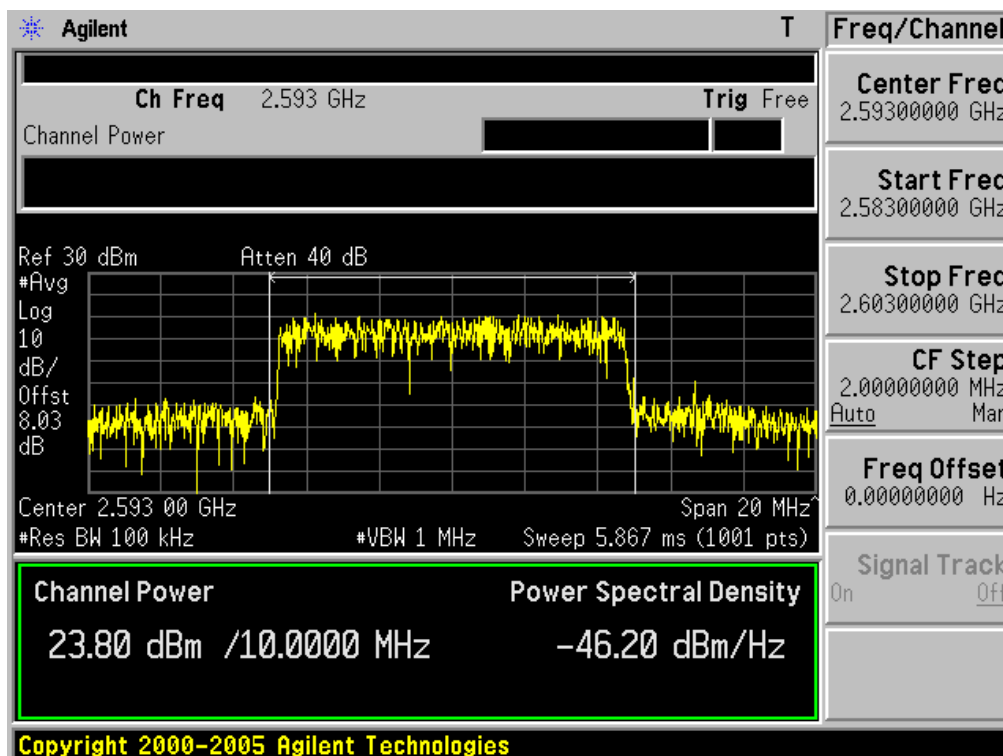 Agilent T
Freq/Channel
Ch Freq 2.593 GHz Trig Free
Channel Power
Center Freq
2.59300000 GHz
Start Freq
2.58300000 GHz
Stop Freq
2.60300000 GHz
CF Step
2.00000000 MHz
Auto Man
Freq Offset
0.00000000 Hz
Signal Track
On Off
Ref 30 dBm Atten 40 dB
#Avg
Log
10
dB/
Offst
8.03
dB
Center 2.593 00 GHz Span 20 MHz^
#Res BW 100 kHz #VBW 1 MHz Sweep 5.867 ms (1001 pts)
Channel Power Power Spectral Density
23.80 dBm /10.0000 MHz -46.20 dBm/Hz
Copyright 2000-2005 Agilent Technologies